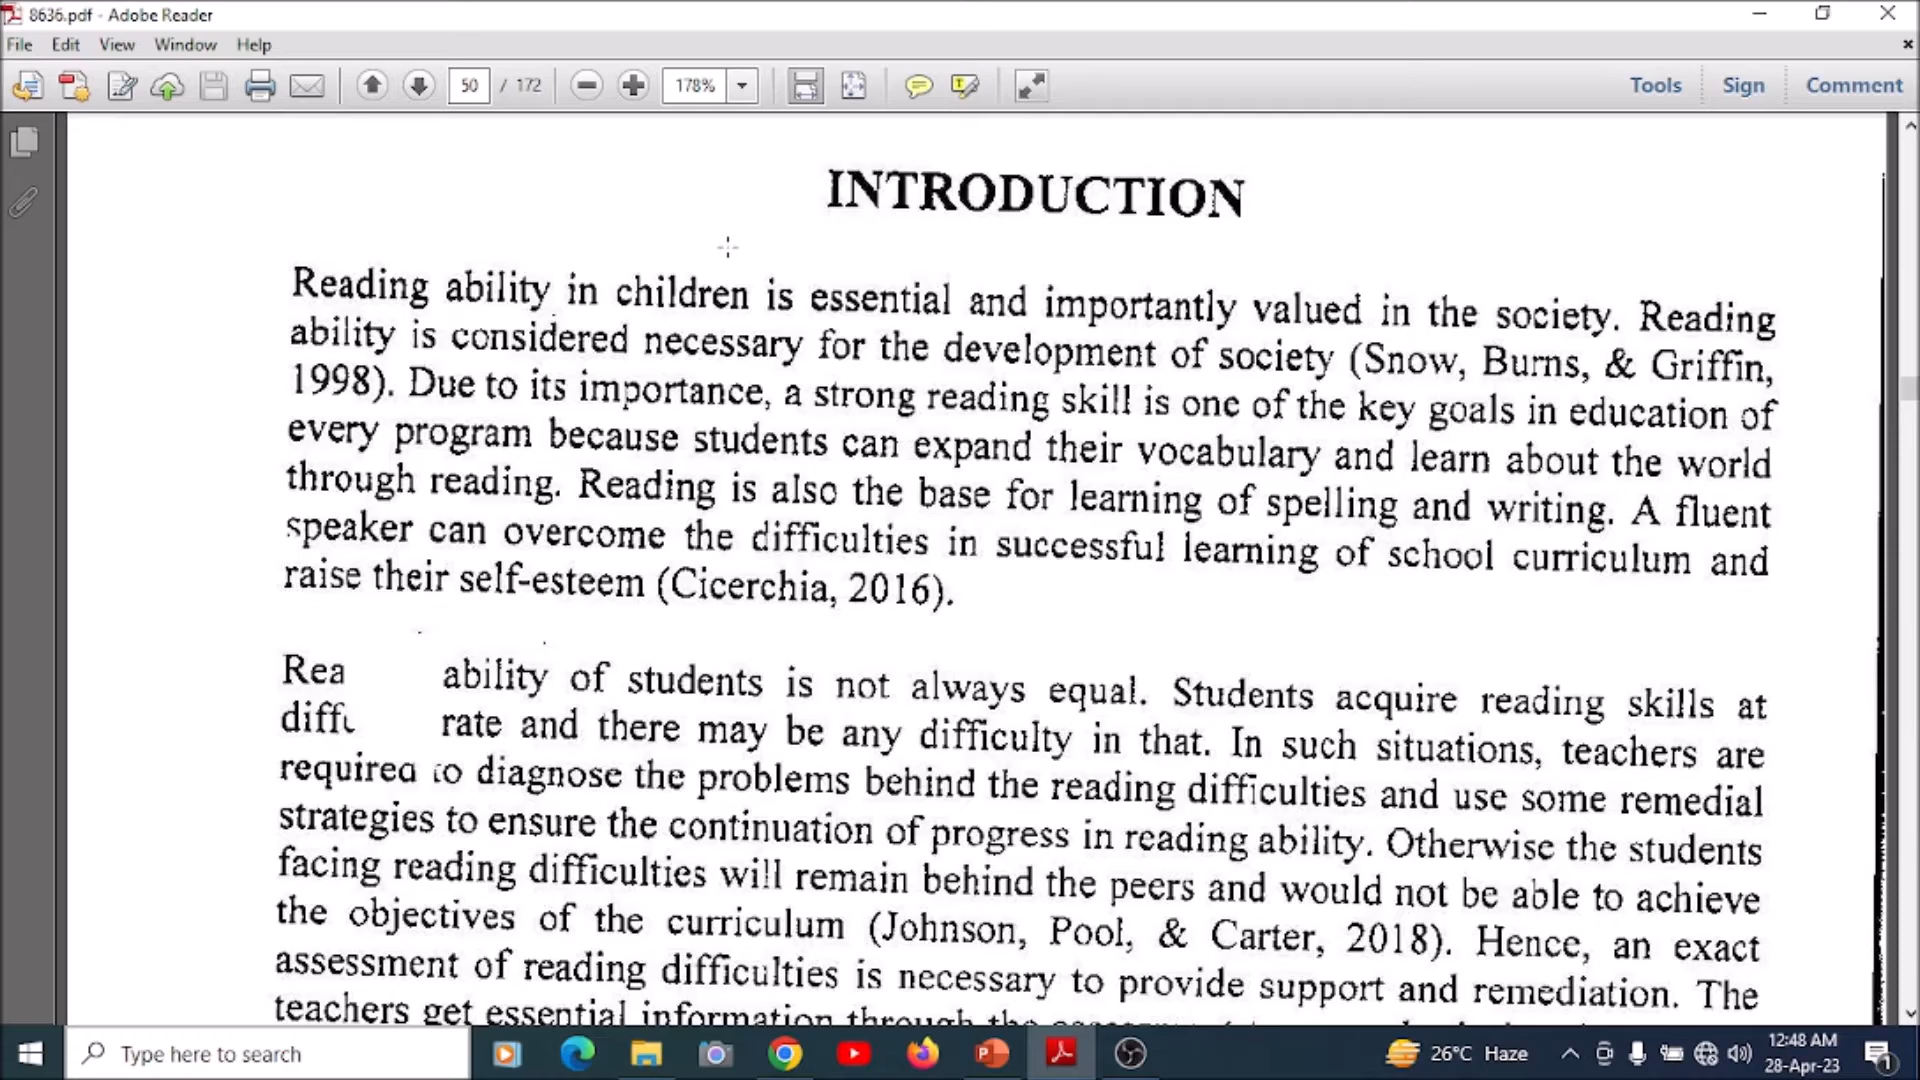 8636.pdf - Adobe Reader
File Edit View Window Help
50 / 172 178% Tools Sign Comment
INTRODUCTION
Reading ability in children is essential and importantly valued in the society. Reading
ability is considered necessary for the development of society (Snow, Burns, & Griffin,
1998). Due to its importance, a strong reading skill is one of the key goals in education of
every program because students can expand their vocabulary and learn about the world
through reading. Reading is also the base for learning of spelling and writing. A fluent
speaker can overcome the difficulties in successful learning of school curriculum and
raise their self-esteem (Cicerchia, 2016).
Rea ability of students is not always equal. Students acquire reading skills at
diff rate and there may be any difficulty in that. In such situations, teachers are
required to diagnose the problems behind the reading difficulties and use some remedial
strategies to ensure the continuation of progress in reading ability. Otherwise the students
facing reading difficulties will remain behind the peers and would not be able to achieve
the objectives of the curriculum (Johnson, Pool, & Carter, 2018). Hence, an exact
assessment of reading difficulties is necessary to provide support and remediation. The
teachers get essential information through the
Type here to search 26°C Haze 12:48 AM
28-Apr-23 1